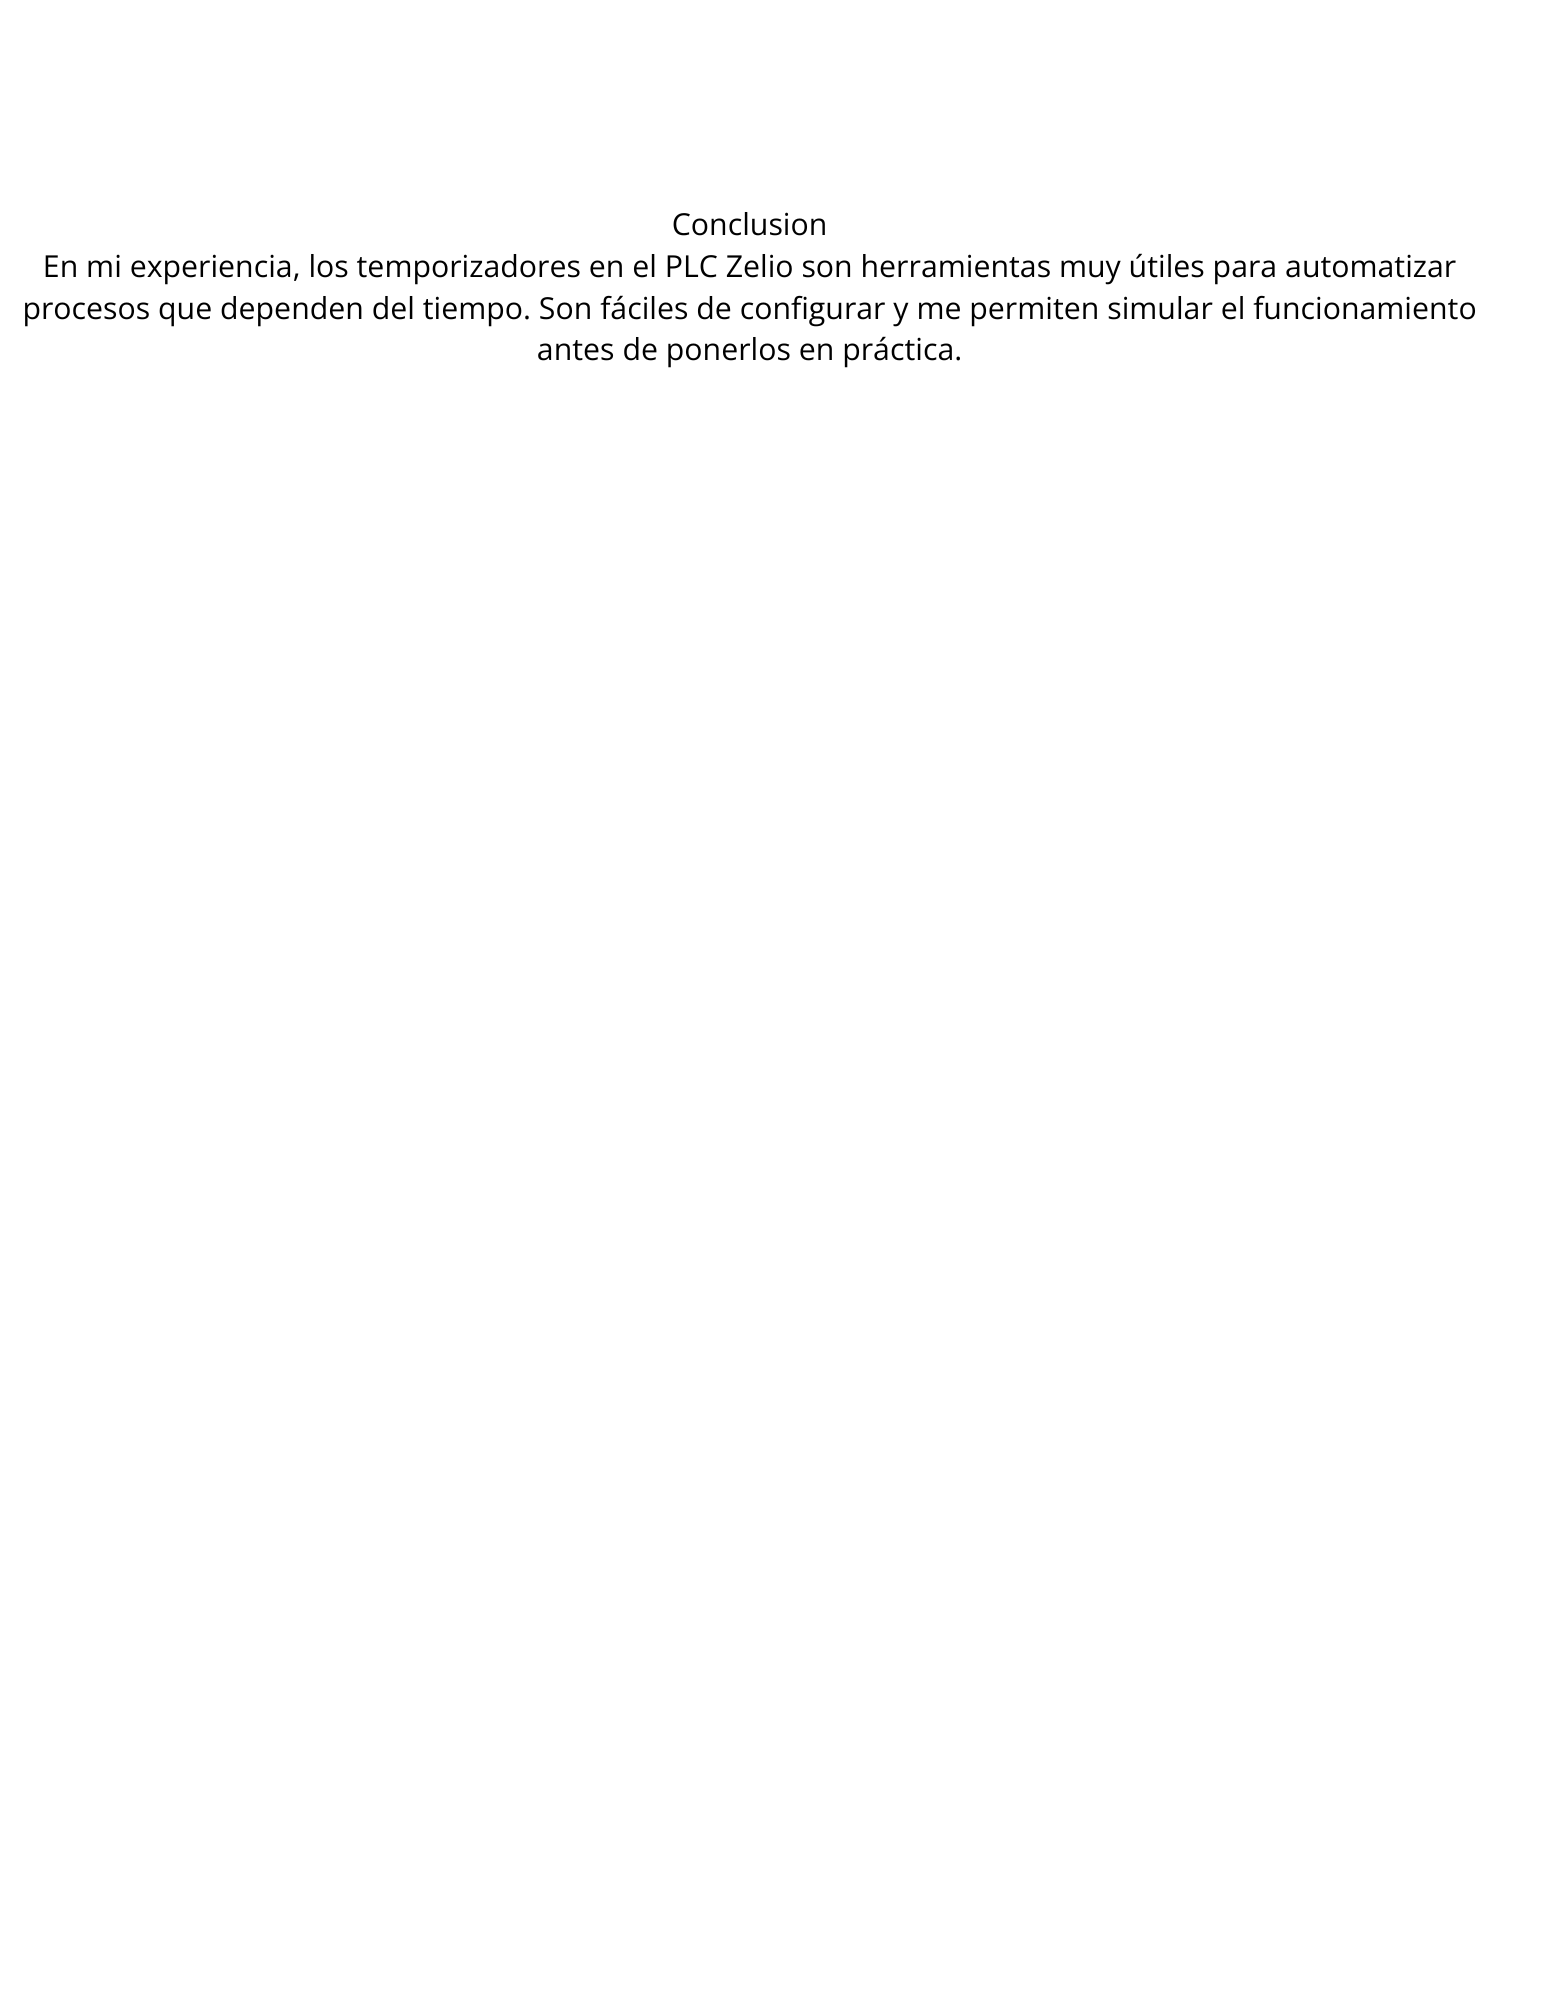 Conclusion
En mi experiencia, los temporizadores en el PLC Zelio son herramientas muy útiles para automatizar
procesos que dependen del tiempo. Son fáciles de configurar y me permiten simular el funcionamiento
antes de ponerlos en práctica.